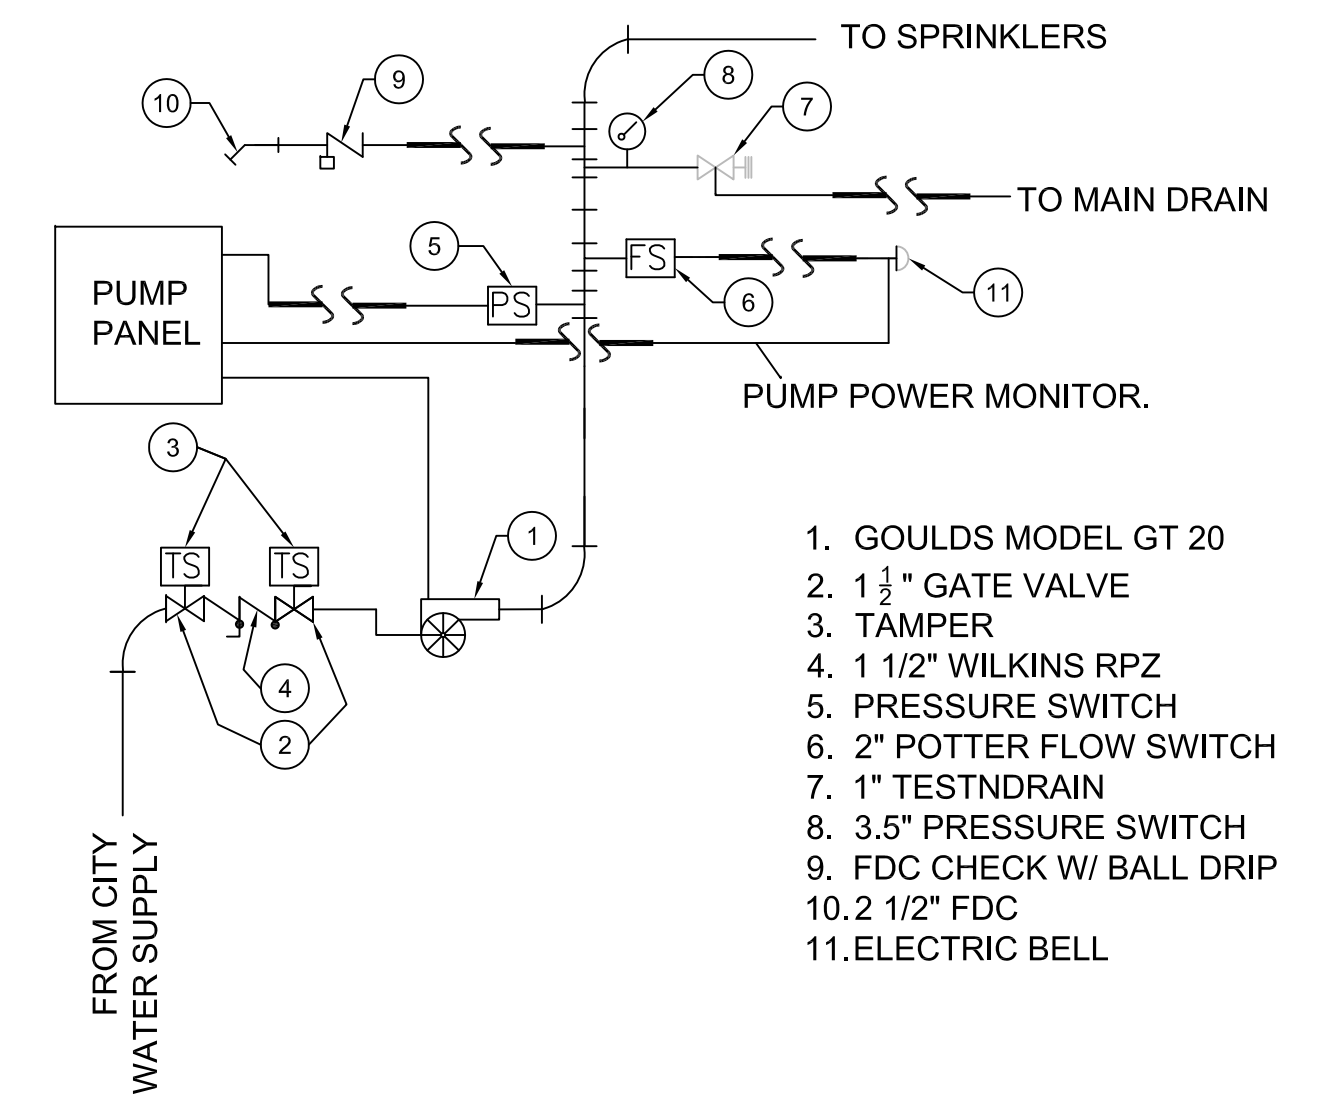 TO SPRINKLERS
9
8
10
7
TO MAIN DRAIN
5
FS
11
PUMP
PANEL
PS
6
PUMP POWER MONITOR.
3
1
TS
TS
4
2
FROM CITY
WATER SUPPLY
1. GOULDS MODEL GT 20
2. 1 1/2 " GATE VALVE
3. TAMPER
4. 1 1/2" WILKINS RPZ
5. PRESSURE SWITCH
6. 2" POTTER FLOW SWITCH
7. 1" TESTNDRAIN
8. 3.5" PRESSURE SWITCH
9. FDC CHECK W/ BALL DRIP
10. 2 1/2" FDC
11. ELECTRIC BELL